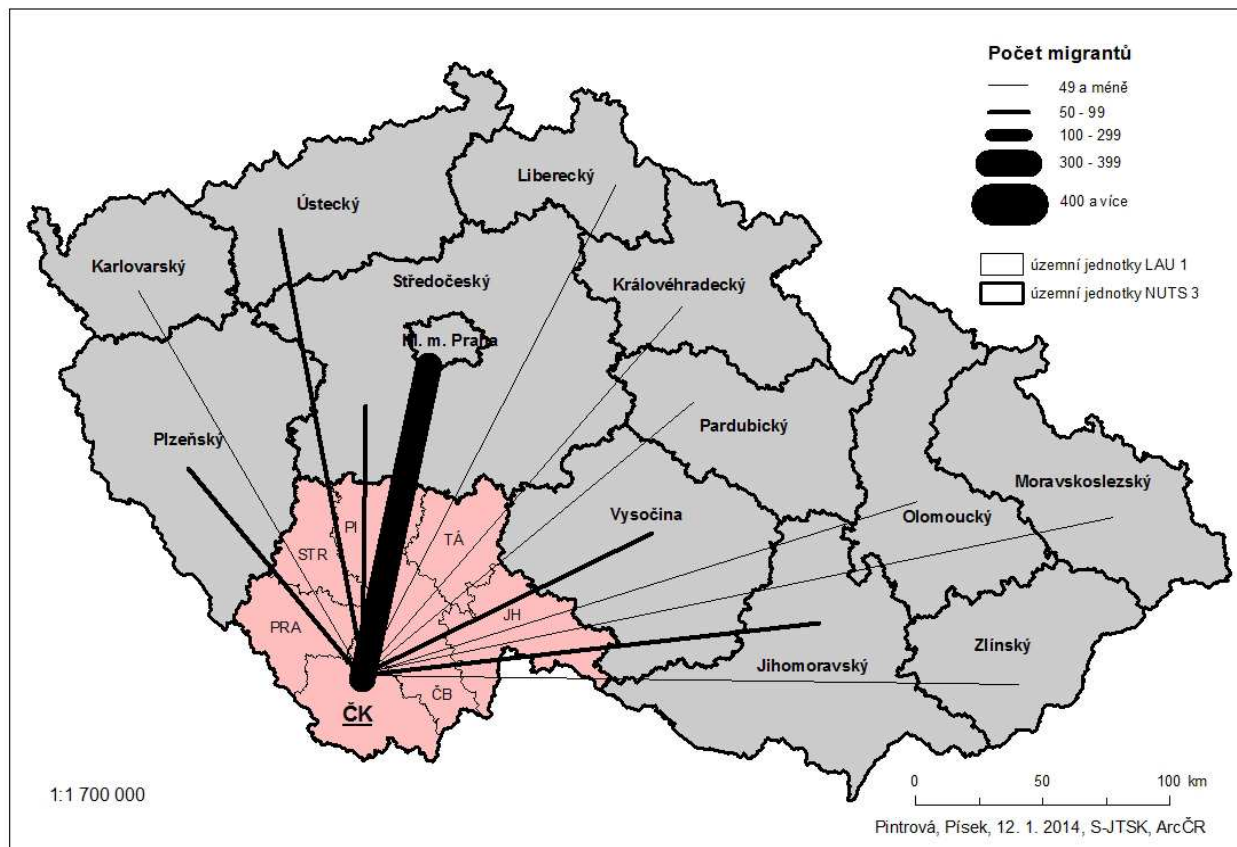 Počet migrantů
49 a méně
50 - 99
100 - 299
300 - 399
400 a více
územní jednotky LAU 1
územní jednotky NUTS 3
Liberecký
Ústecký
Karlovarský
Středočeský
Královéhradecký
Hl. m. Praha
Plzeňský
Pardubický
Moravskoslezský
Vysočina
Olomoucký
PI
TÁ
STR
JH
PRA
Zlínský
Jihomoravský
ČB
ČK
0 50 100 km
1:1 700 000
Pintrová, Písek, 12. 1. 2014, S-JTSK, ArcČR